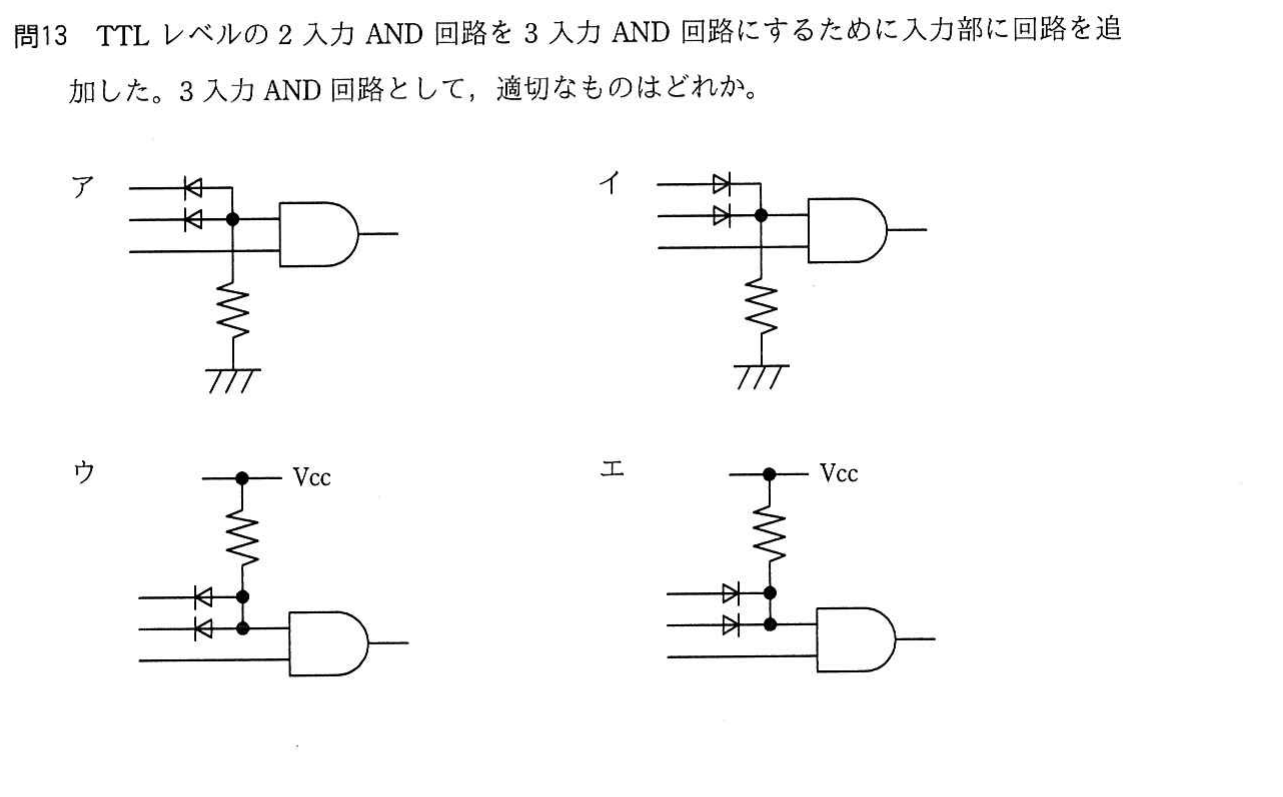 問13　TTL レベルの 2 入力 AND 回路を 3 入力 AND 回路にするために入力部に回路を追
加した。3 入力 AND 回路として，適切なものはどれか。
ア
イ
ウ
Vcc
エ
Vcc